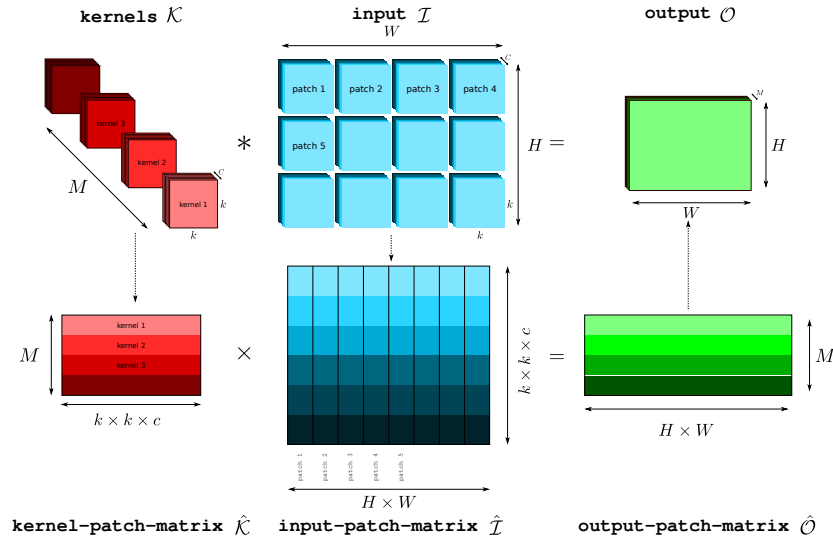 kernels 𝒦
input ℐ
output 𝒪
W
C
patch 1
patch 2
patch 3
patch 4
patch 5
H
k
k
kernel 3
kernel 2
kernel 1
C
k
k
M
*
=
M
H
W
kernel 1
kernel 2
kernel 3
M
k × k × c
×
k × k × c
patch 1
patch 2
patch 3
patch 4
patch 5
H × W
=
M
H × W
kernel-patch-matrix 𝒦̂
input-patch-matrix ℐ̂
output-patch-matrix 𝒪̂